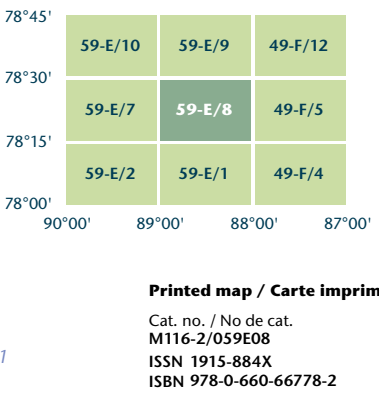 78°45'
59-E/10 59-E/9 49-F/12
78°30'
59-E/7 59-E/8 49-F/5
78°15'
59-E/2 59-E/1 49-F/4
78°00'
90°00' 89°00' 88°00' 87°00'
Printed map / Carte imprim
Cat. no. / No de cat.
M116-2/059E08
1
ISSN 1915-884X
ISBN 978-0-660-66778-2